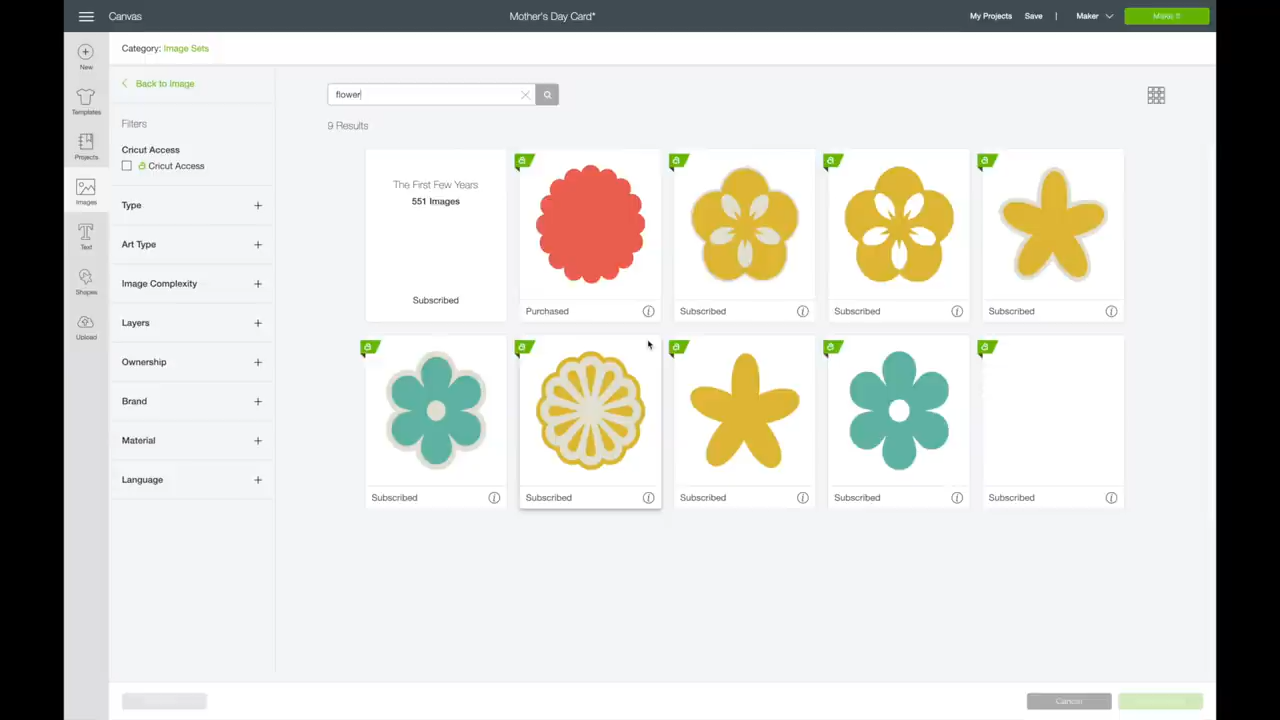 Canvas
Mother's Day Card*
My Projects
Save
|
Maker
Make It
New
Templates
Projects
Images
Text
Shapes
Upload
Category: Image Sets
Back to Image
Filters
Cricut Access
Cricut Access
Type
Art Type
Image Complexity
Layers
Ownership
Brand
Material
Language
flower
9 Results
The First Few Years
551 Images
Subscribed
Purchased
Subscribed
Subscribed
Subscribed
Subscribed
Subscribed
Subscribed
Subscribed
Subscribed
Cancel